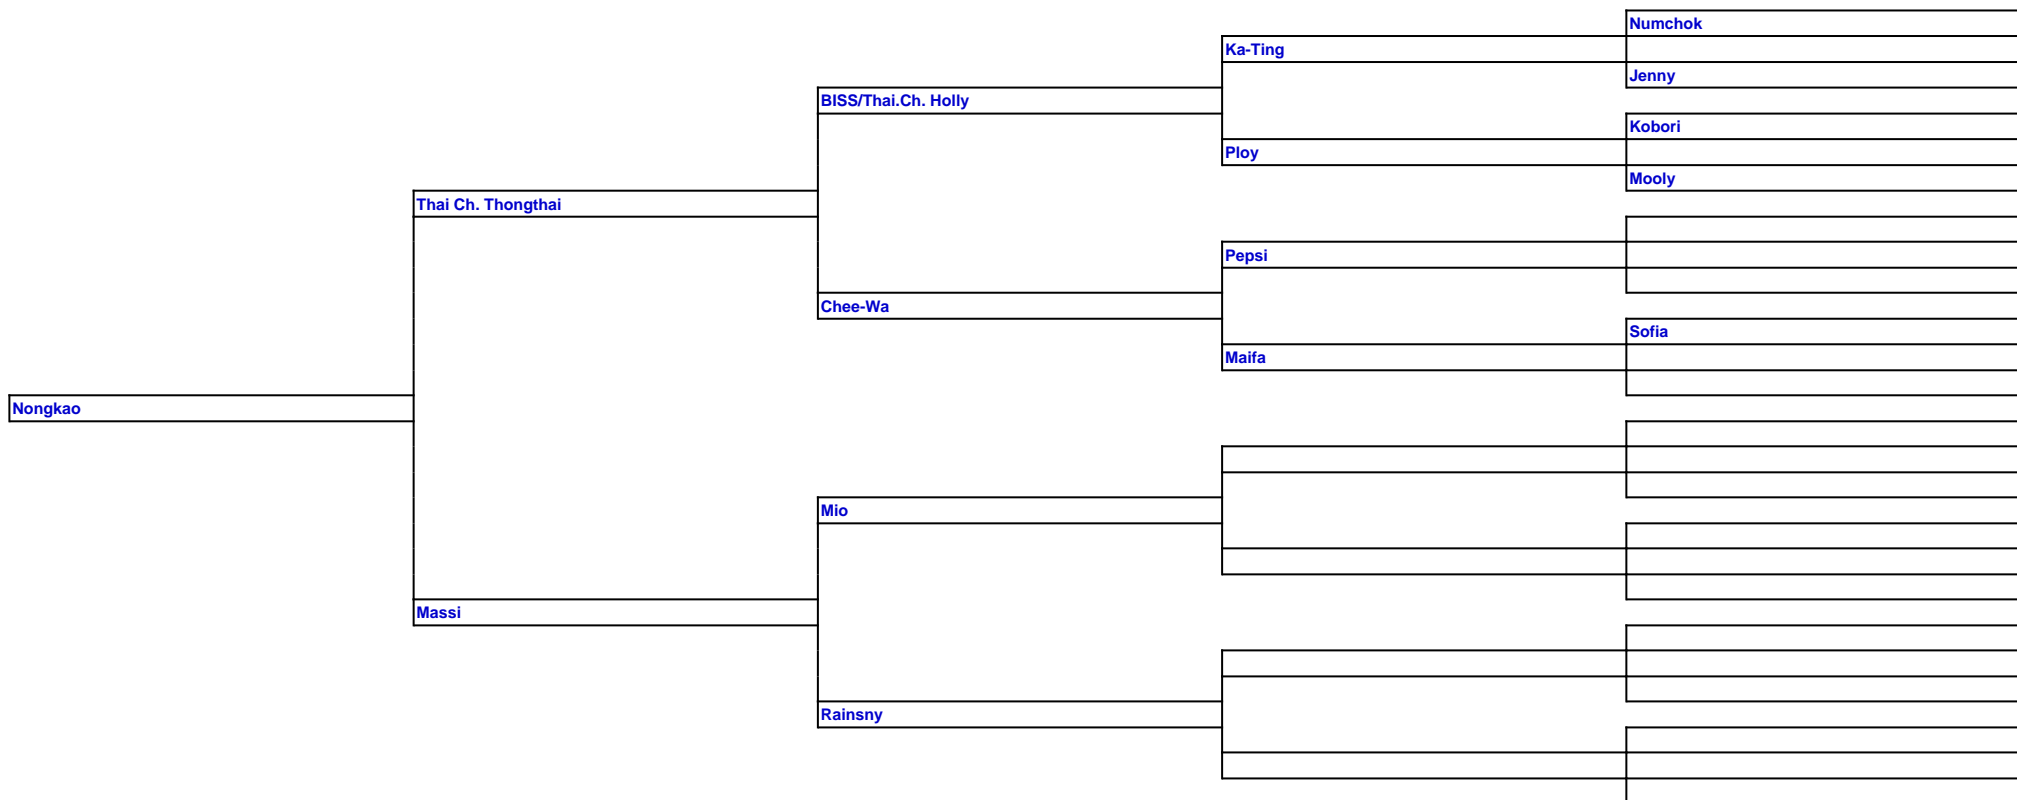 Numchok
Ka-Ting
Jenny
BISS/Thai.Ch. Holly
Kobori
Ploy
Mooly
Thai Ch. Thongthai
Pepsi
Chee-Wa
Sofia
Maifa
Nongkao
Mio
Massi
Rainsny